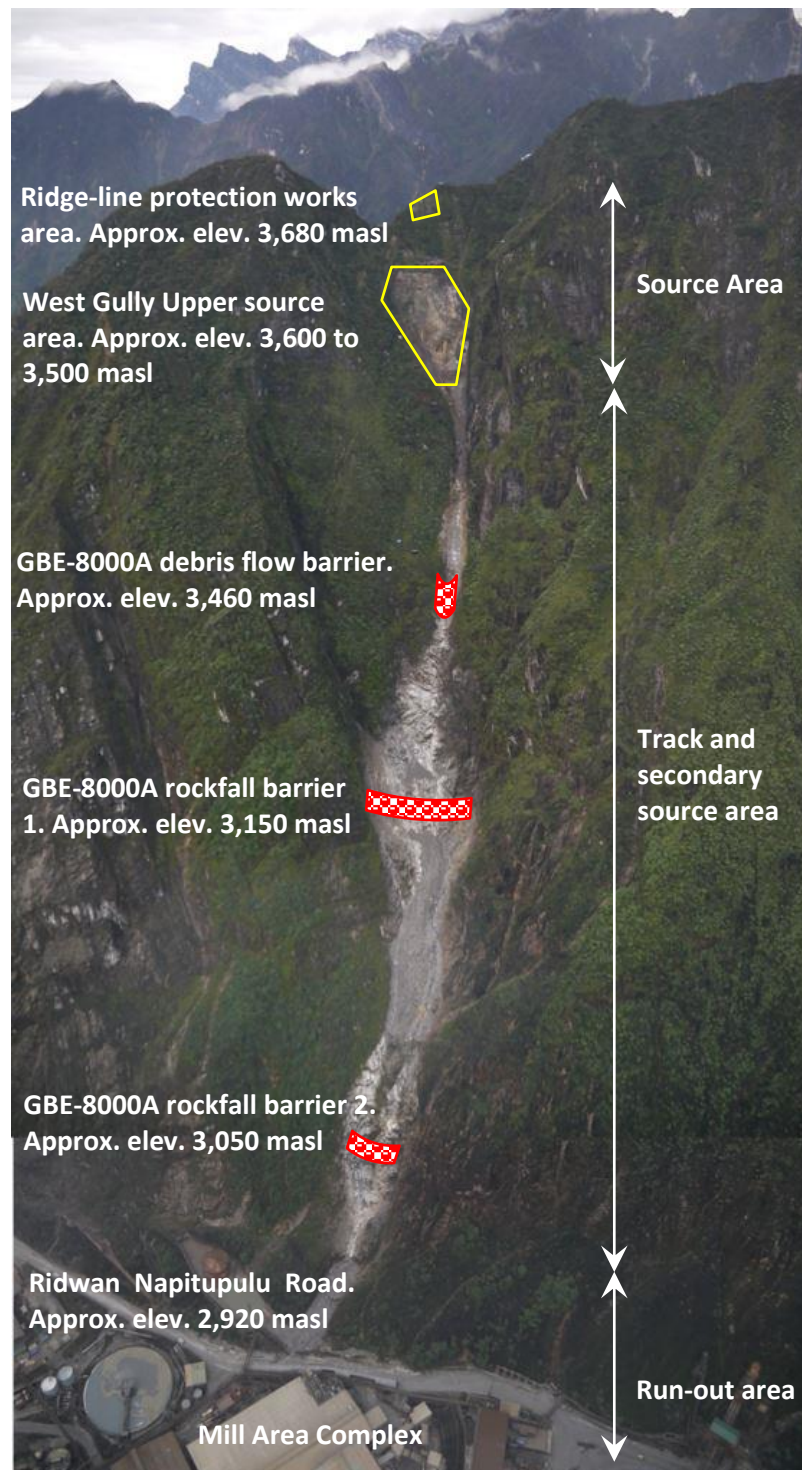 Ridge-line protection works
area. Approx. elev. 3,680 masl
Source Area
West Gully Upper source
area. Approx. elev. 3,600 to
3,500 masl
GBE-8000A debris flow barrier.
Approx. elev. 3,460 masl
Track and
secondary
source area
GBE-8000A rockfall barrier
1. Approx. elev. 3,150 masl
GBE-8000A rockfall barrier 2.
Approx. elev. 3,050 masl
Ridwan Napitupulu Road.
Approx. elev. 2,920 masl
Run-out area
Mill Area Complex